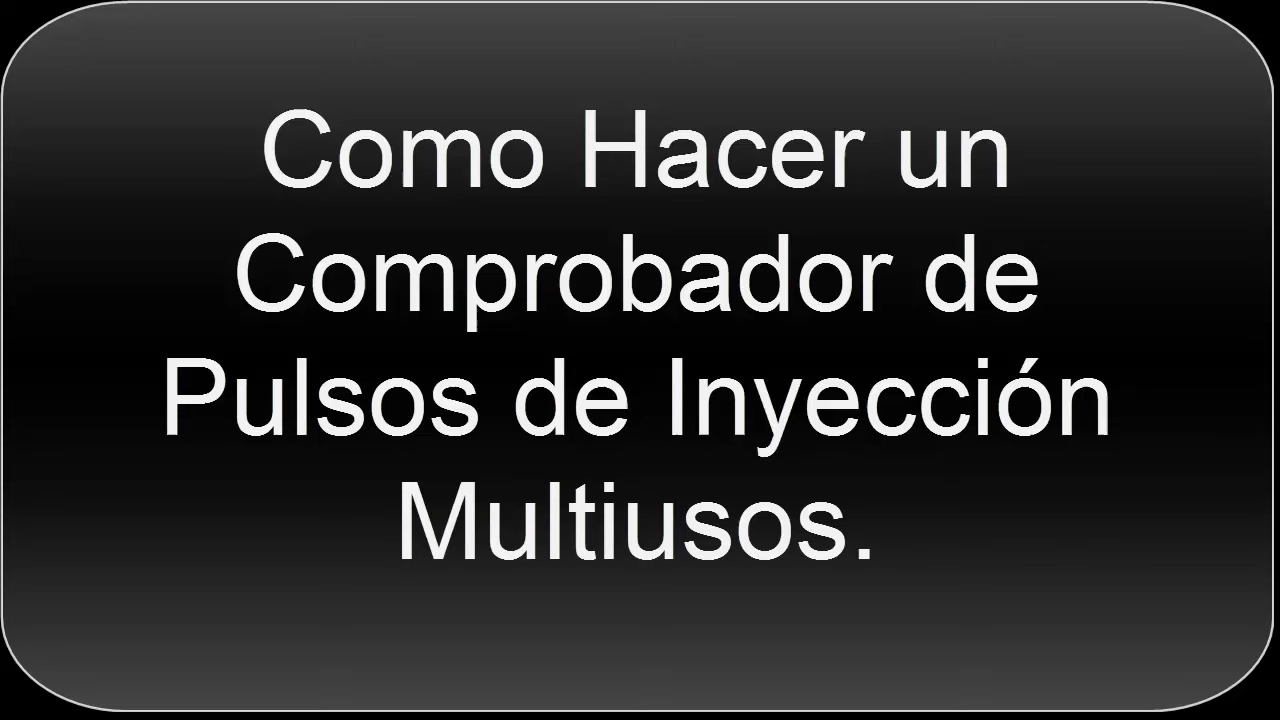 Como Hacer un
Comprobador de
Pulsos de Inyección
Multiusos.